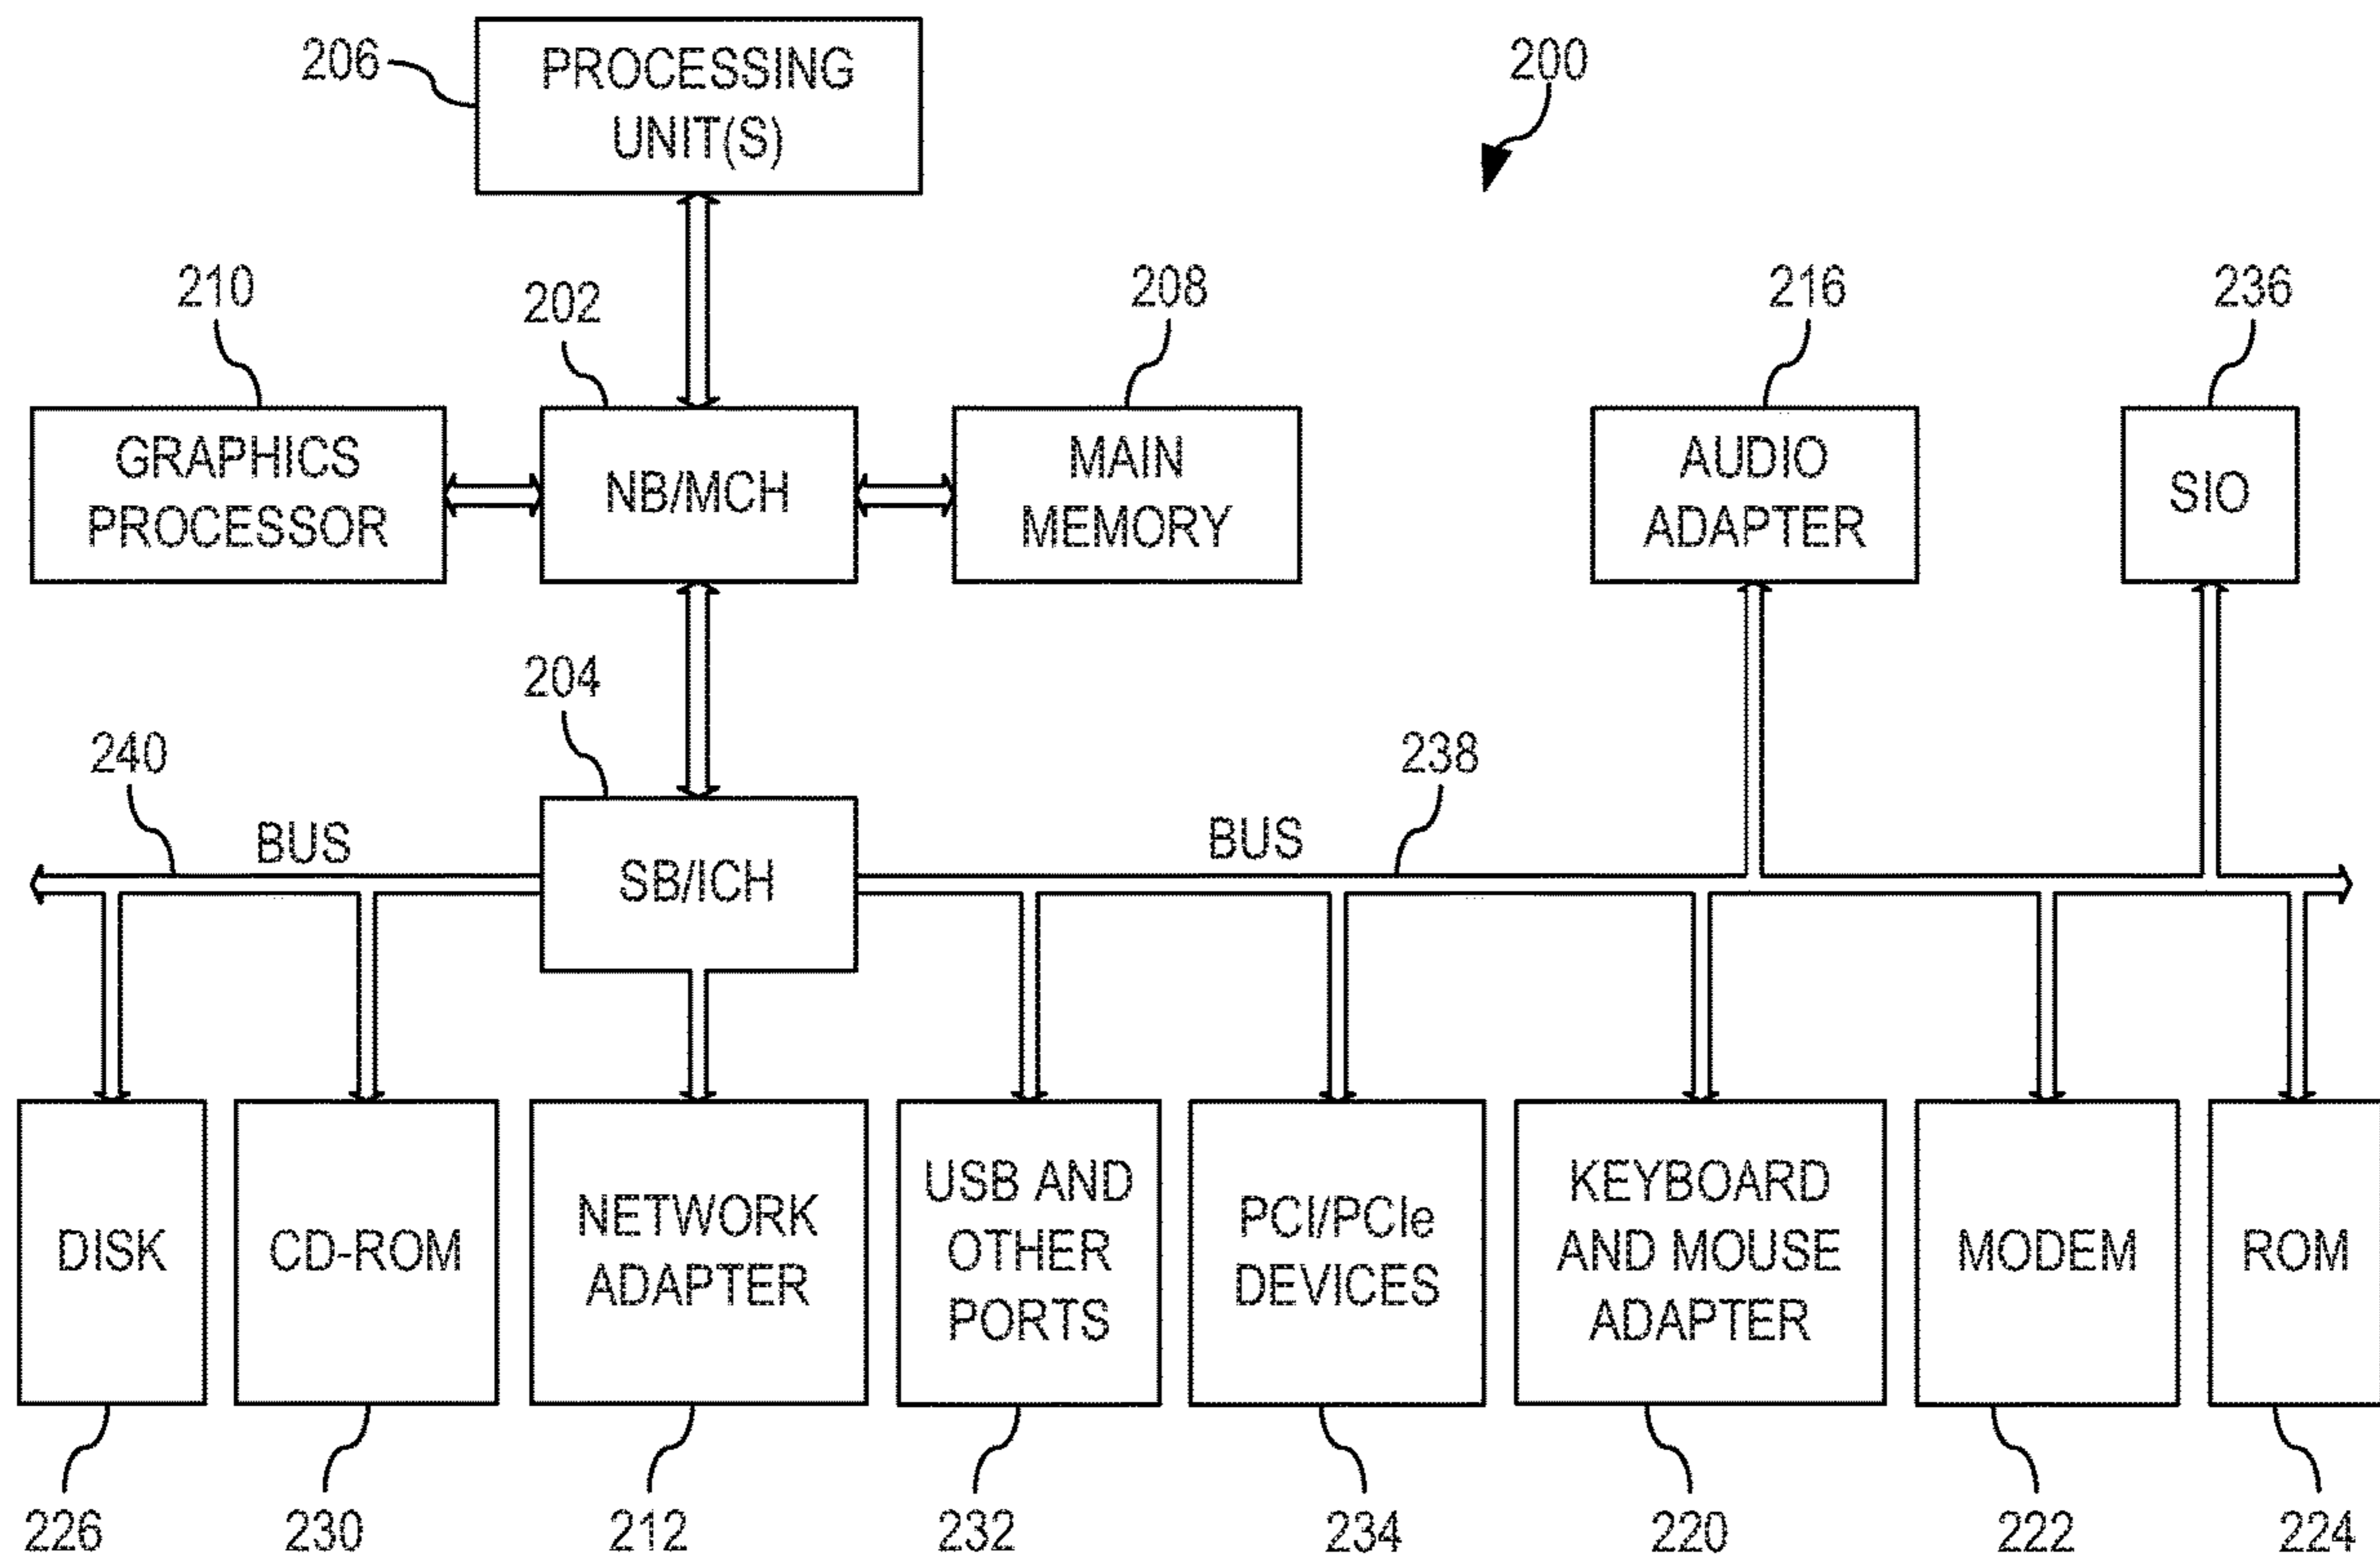 206
PROCESSING
UNIT(S)
200
210
202
208
216
236
GRAPHICS
PROCESSOR
NB/MCH
MAIN
MEMORY
AUDIO
ADAPTER
SIO
204
240
238
BUS
BUS
SB/ICH
DISK
CD-ROM
NETWORK
ADAPTER
USB AND
OTHER
PORTS
PCI/PCIe
DEVICES
KEYBOARD
AND MOUSE
ADAPTER
MODEM
ROM
226
230
212
232
234
220
222
224